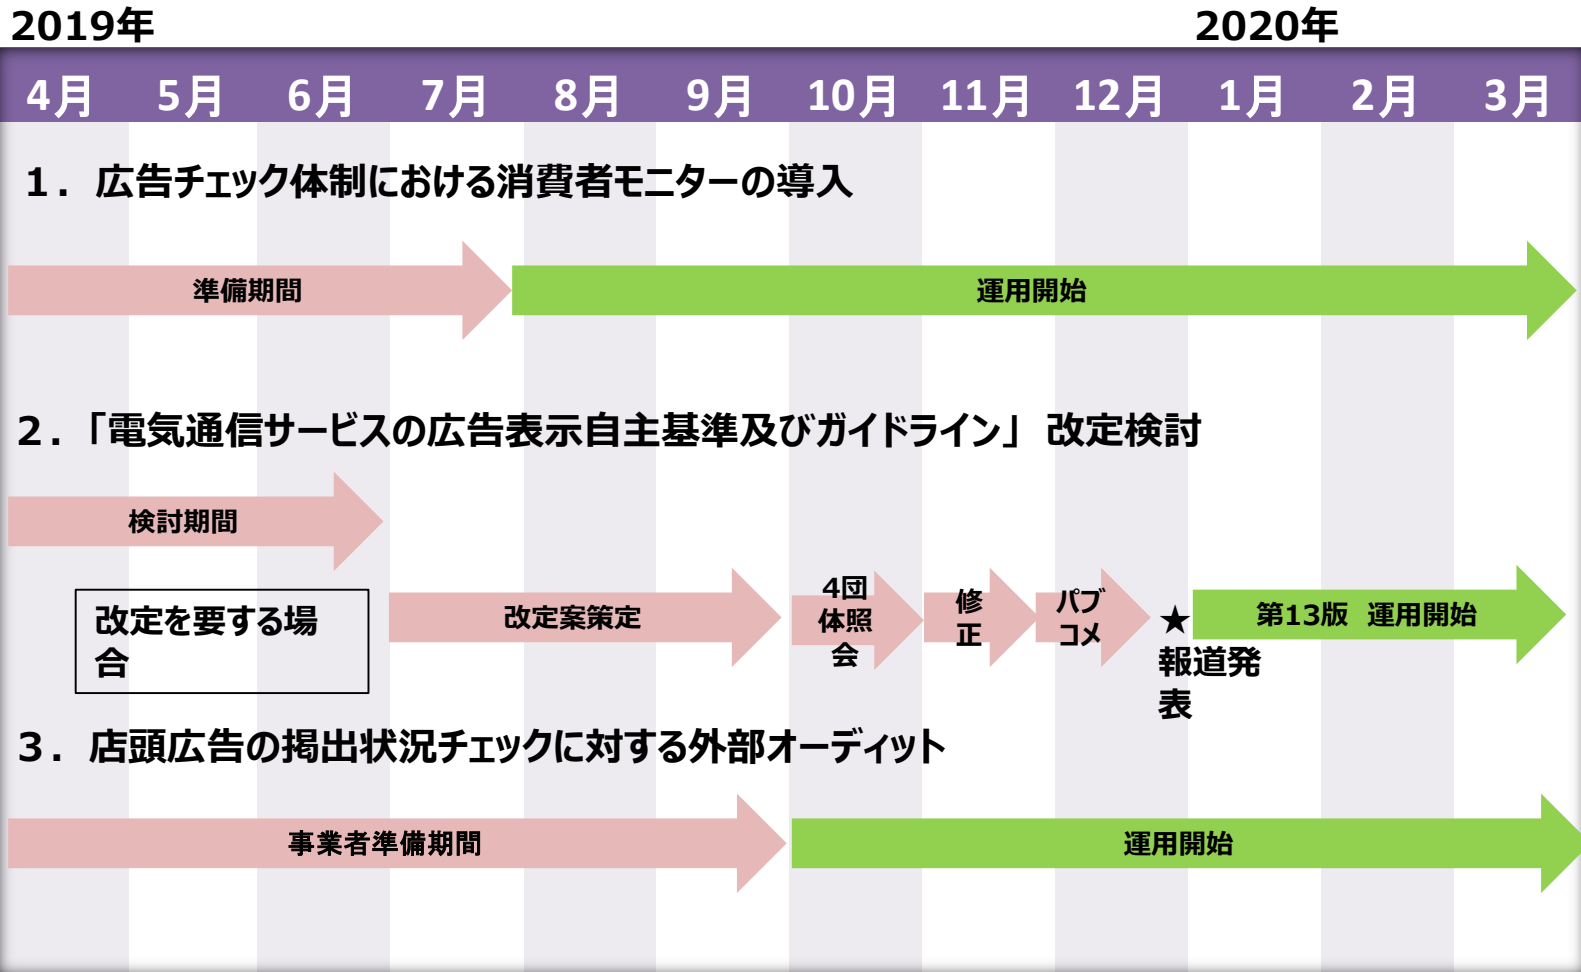 2019年 2020年
4月 5月 6月 7月 8月 9月 10月 11月 12月 1月 2月 3月
１．広告チェック体制における消費者モニターの導入
準備期間 運用開始
２．「電気通信サービスの広告表示自主基準及びガイドライン」 改定検討
検討期間
改定を要する場
合
改定案策定
4団
体照
会
修
正
パブ
コメ
★
報道発
表
第13版 運用開始
３．店頭広告の掲出状況チェックに対する外部オーディット
事業者準備期間 運用開始